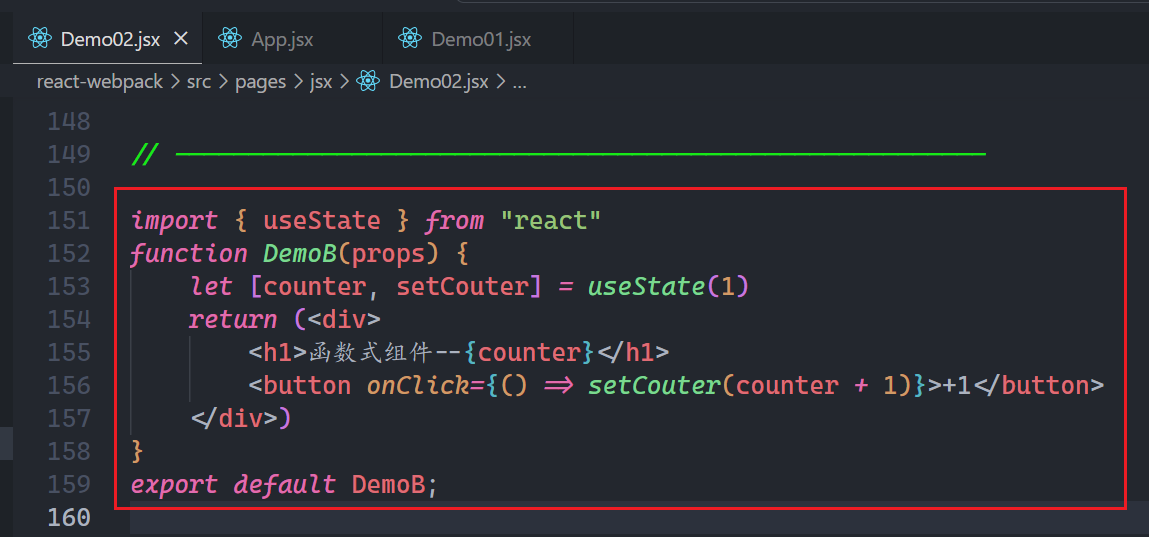 Demo02.jsx × App.jsx Demo01.jsx
react-webpack > src > pages > jsx > Demo02.jsx > ...
148
149 // ————————————————————————————————
150
151 import { useState } from "react"
152 function DemoB(props) {
153 let [counter, setCouter] = useState(1)
154 return (<div>
155 <h1>函数式组件--{counter}</h1>
156 <button onClick={() => setCouter(counter + 1)}>+1</button>
157 </div>)
158 }
159 export default DemoB;
160